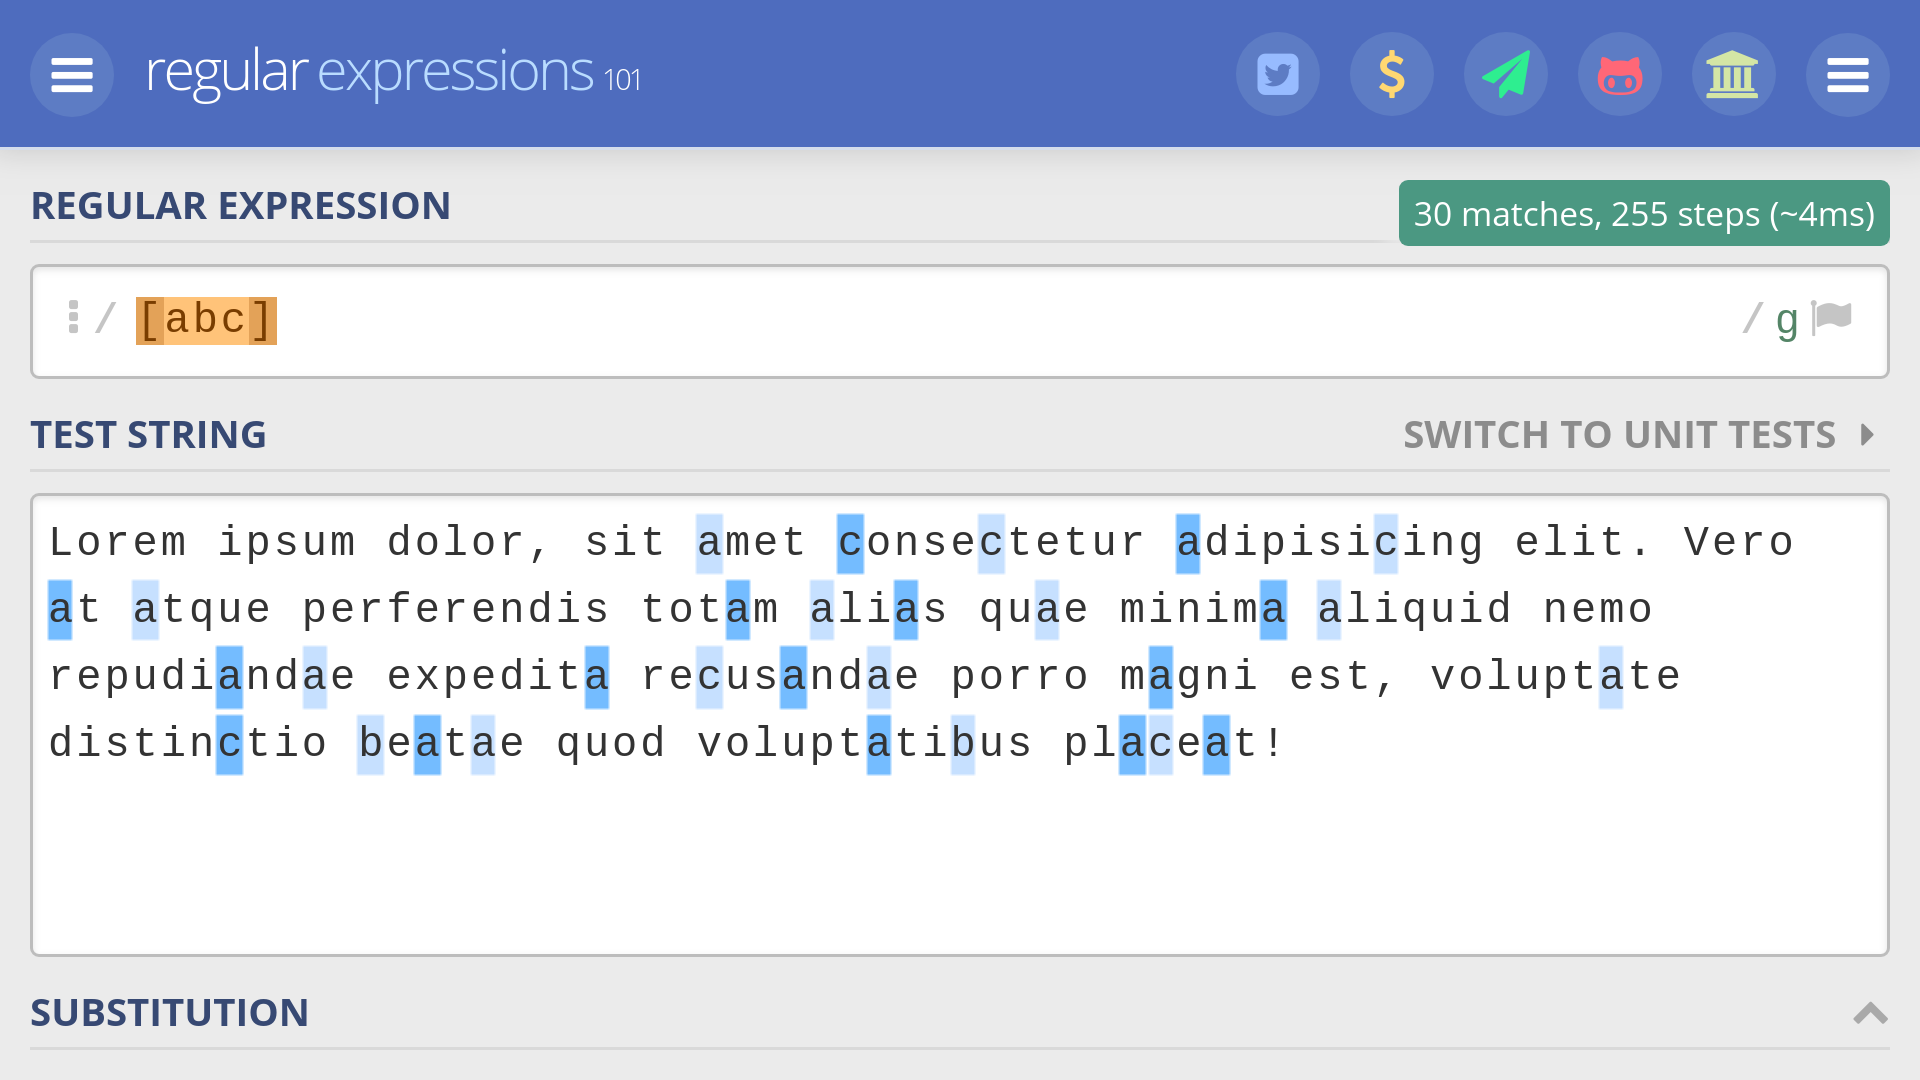 regular expressions 101
REGULAR EXPRESSION
30 matches, 255 steps (~4ms)
/ [abc] / g
TEST STRING
SWITCH TO UNIT TESTS
Lorem ipsum dolor, sit amet consectetur adipisicing elit. Vero
at atque perferendis totam alias quae minima aliquid nemo
repudiandae expedita recusandae porro magni est, voluptate
distinctio beatae quod voluptatibus placeat!
SUBSTITUTION